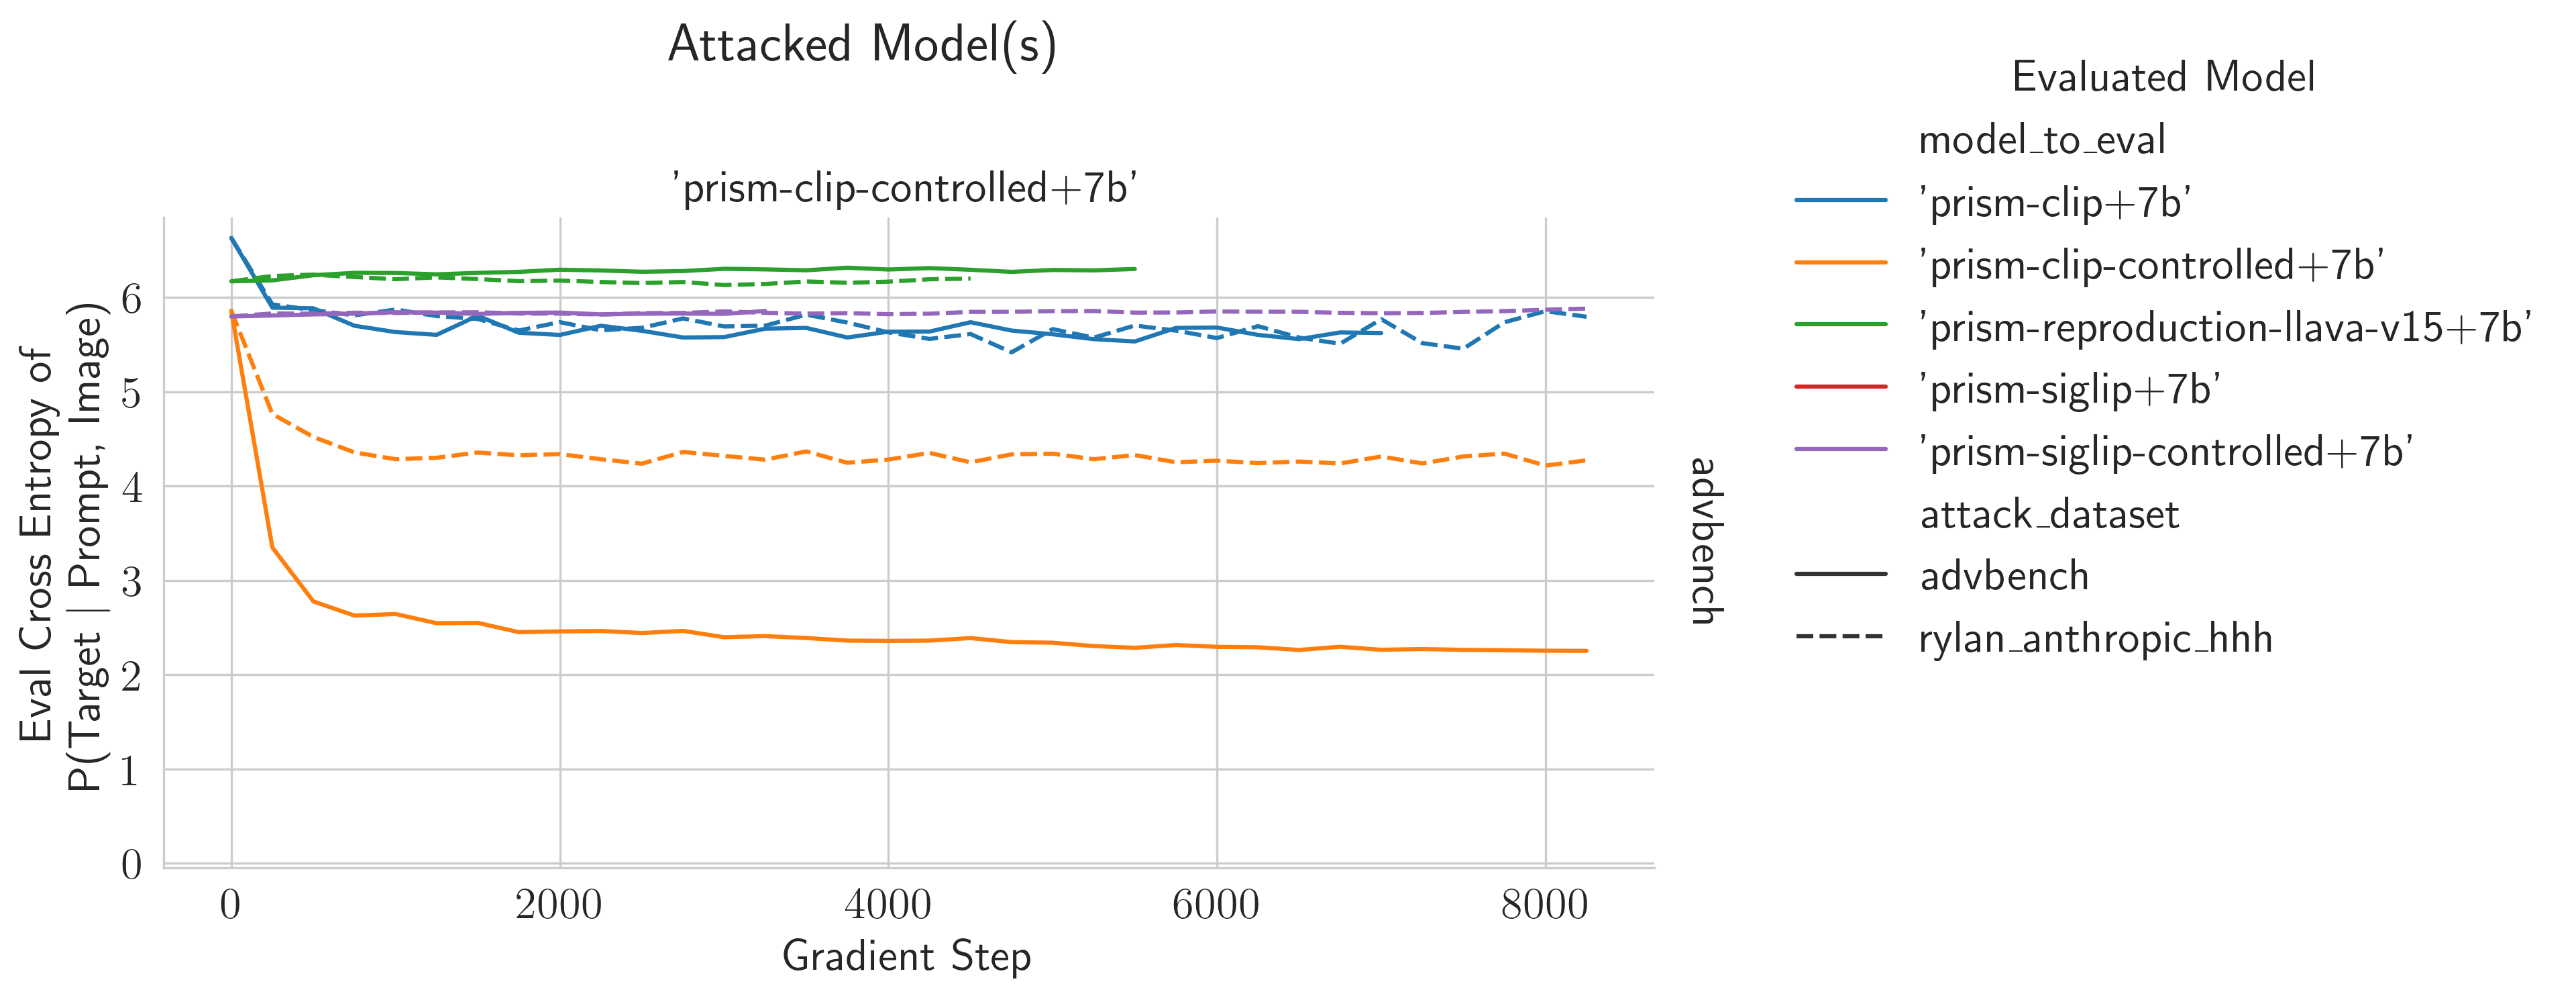 Attacked Model(s)
'prism-clip-controlled+7b'
Eval Cross Entropy of
P(Target | Prompt, Image)
6
5
4
3
2
1
0
0
2000
4000
6000
8000
Gradient Step
advbench
Evaluated Model
model_to_eval
'prism-clip+7b'
'prism-clip-controlled+7b'
'prism-reproduction-llava-v15+7b'
'prism-siglip+7b'
'prism-siglip-controlled+7b'
attack_dataset
advbench
rylan_anthropic_hhh